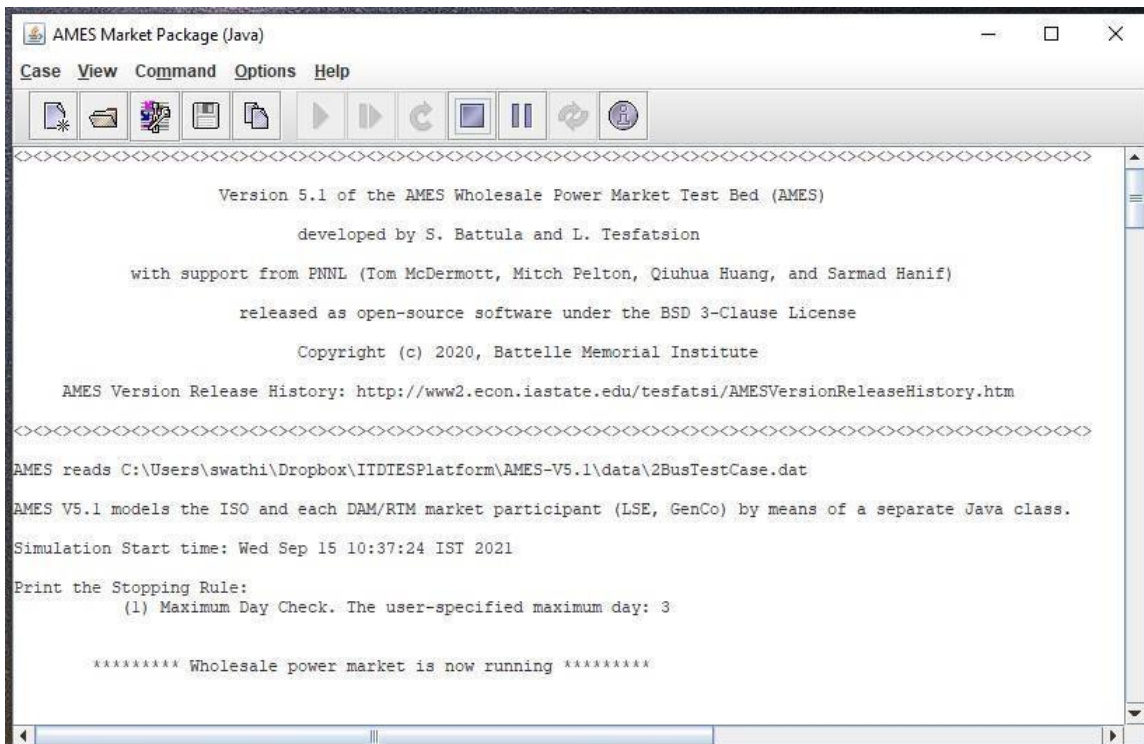 AMES Market Package (Java)
Case View Command Options Help
<><><><><><><><><><><><><><><><><><><><><><><><><><><><><><><><><><><><><><><><><><><><><><><><><><><><><><><>
Version 5.1 of the AMES Wholesale Power Market Test Bed (AMES)
developed by S. Battula and L. Tesfatsion
with support from PNNL (Tom McDermott, Mitch Pelton, Qiuhua Huang, and Sarmad Hanif)
released as open-source software under the BSD 3-Clause License
Copyright (c) 2020, Battelle Memorial Institute
AMES Version Release History: http://www2.econ.iastate.edu/tesfatsi/AMESVersionReleaseHistory.htm
<><><><><><><><><><><><><><><><><><><><><><><><><><><><><><><><><><><><><><><><><><><><><><><><><><><><><><><>
AMES reads C:\Users\swathi\Dropbox\ITDTESPlatform\AMES-V5.1\data\2BusTestCase.dat
AMES V5.1 models the ISO and each DAM/RTM market participant (LSE, GenCo) by means of a separate Java class.
Simulation Start time: Wed Sep 15 10:37:24 IST 2021
Print the Stopping Rule:
(1) Maximum Day Check. The user-specified maximum day: 3
********* Wholesale power market is now running *********